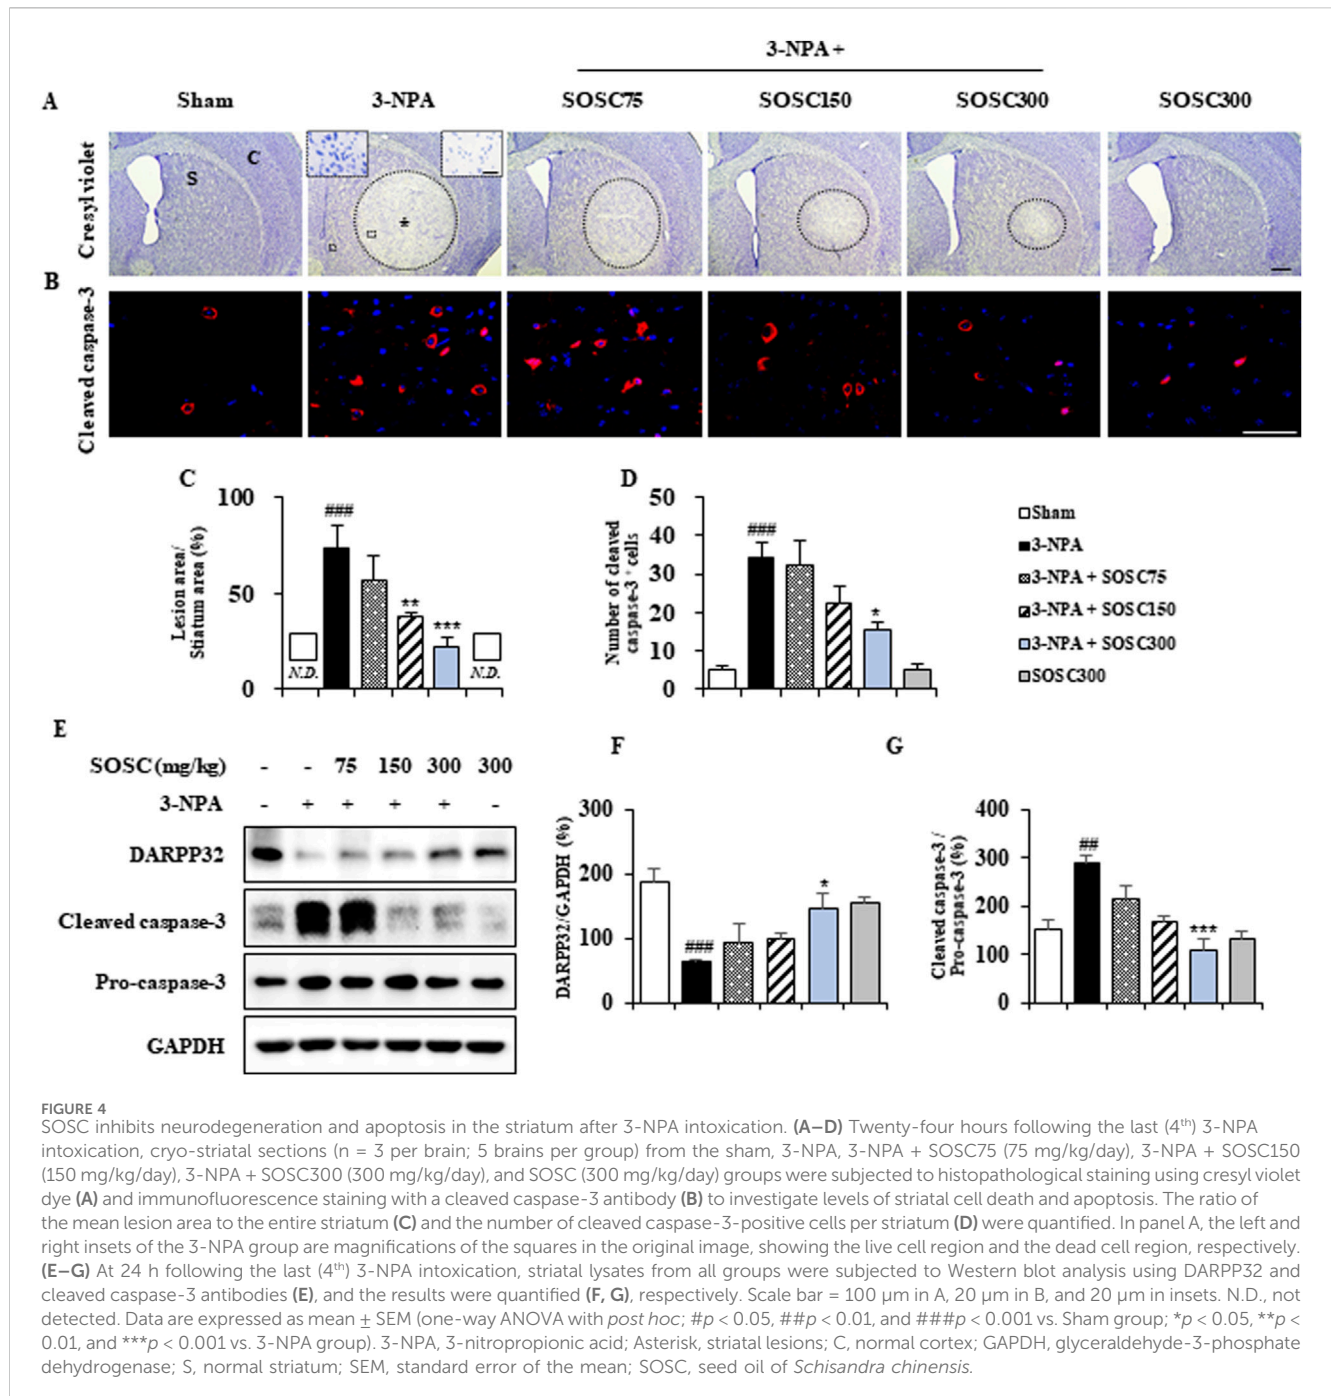 3-NPA +
A Sham 3-NPA SOSC75 SOSC150 SOSC300 SOSC300
Cresyl violet
S
C
*
B
Cleaved caspase-3
C
Lesion area/
Stiatum area (%)
100
50
0
###
**
***
N.D.
N.D.
D
Number of cleaved
caspase-3 + cells
50
40
30
20
10
0
###
*
Sham
3-NPA
3-NPA + SOSC75
3-NPA + SOSC150
3-NPA + SOSC300
SOSC300
E
SOSC (mg/kg) - - 75 150 300 300
3-NPA - + + + + -
DARPP32
Cleaved caspase-3
Pro-caspase-3
GAPDH
F
DARPP32/GAPDH (%)
300
200
100
0
###
*
G
Cleaved caspase-3 /
Pro-caspase-3 (%)
400
300
200
100
0
##
***
FIGURE 4
SOSC inhibits neurodegeneration and apoptosis in the striatum after 3-NPA intoxication. (A–D) Twenty-four hours following the last (4th) 3-NPA
intoxication, cryo-striatal sections (n = 3 per brain; 5 brains per group) from the sham, 3-NPA, 3-NPA + SOSC75 (75 mg/kg/day), 3-NPA + SOSC150
(150 mg/kg/day), 3-NPA + SOSC300 (300 mg/kg/day), and SOSC (300 mg/kg/day) groups were subjected to histopathological staining using cresyl violet
dye (A) and immunofluorescence staining with a cleaved caspase-3 antibody (B) to investigate levels of striatal cell death and apoptosis. The ratio of
the mean lesion area to the entire striatum (C) and the number of cleaved caspase-3-positive cells per striatum (D) were quantified. In panel A, the left and
right insets of the 3-NPA group are magnifications of the squares in the original image, showing the live cell region and the dead cell region, respectively.
(E–G) At 24 h following the last (4th) 3-NPA intoxication, striatal lysates from all groups were subjected to Western blot analysis using DARPP32 and
cleaved caspase-3 antibodies (E), and the results were quantified (F, G), respectively. Scale bar = 100 μm in A, 20 μm in B, and 20 μm in insets. N.D., not
detected. Data are expressed as mean ± SEM (one-way ANOVA with post hoc; #p < 0.05, ##p < 0.01, and ###p < 0.001 vs. Sham group; *p < 0.05, **p <
0.01, and ***p < 0.001 vs. 3-NPA group). 3-NPA, 3-nitropropionic acid; Asterisk, striatal lesions; C, normal cortex; GAPDH, glyceraldehyde-3-phosphate
dehydrogenase; S, normal striatum; SEM, standard error of the mean; SOSC, seed oil of Schisandra chinensis.